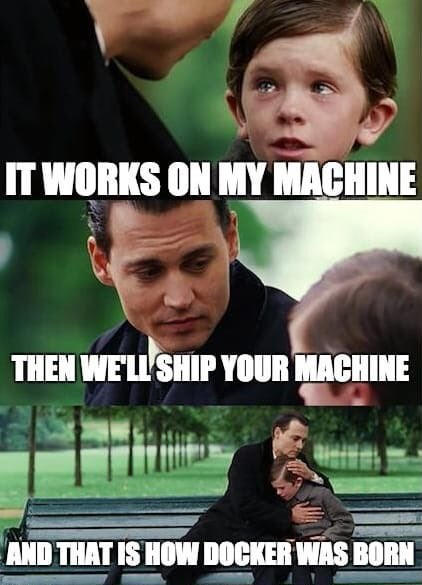 IT WORKS ON MY MACHINE
THEN WE'LL SHIP YOUR MACHINE
AND THAT IS HOW DOCKER WAS BORN